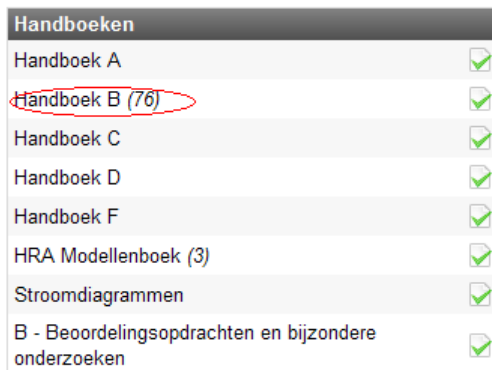 Handboeken
Handboek A
Handboek B (76)
Handboek C
Handboek D
Handboek F
HRA Modellenboek (3)
Stroomdiagrammen
B - Beoordelingsopdrachten en bijzondere
onderzoeken